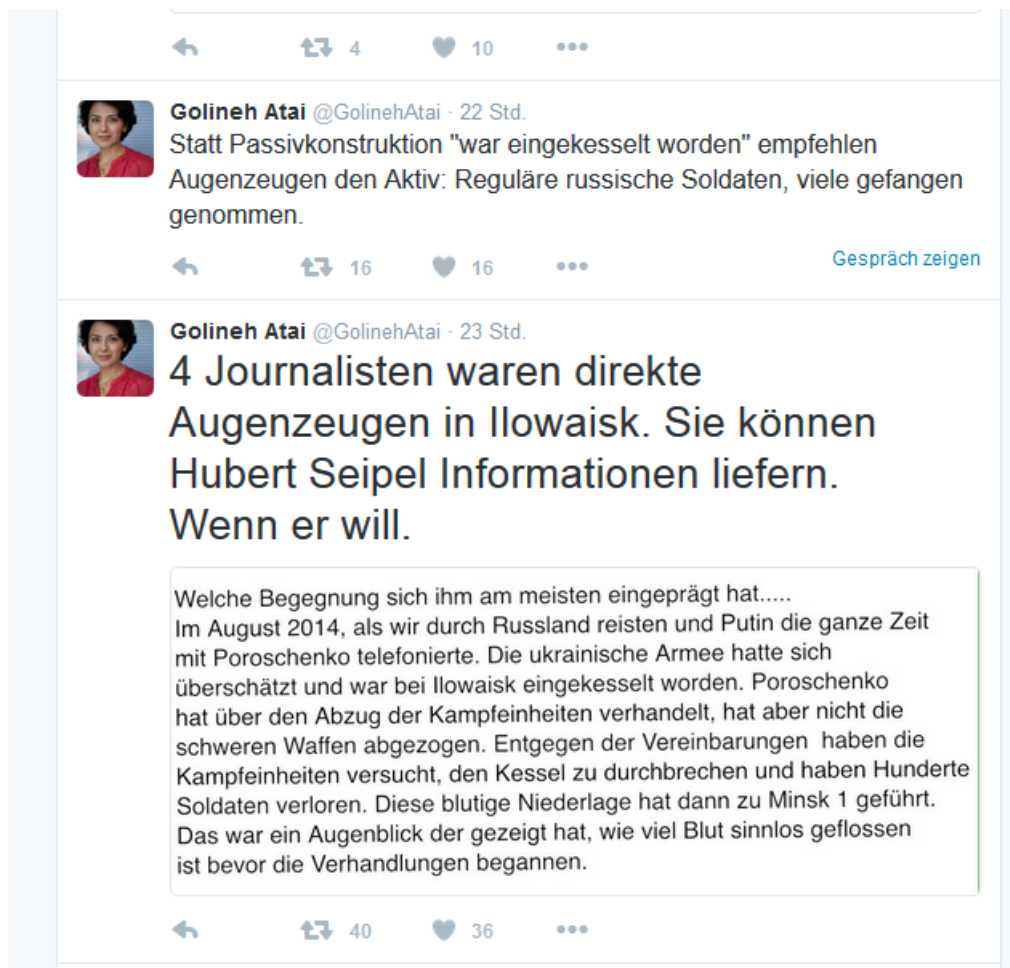 4 10
Golineh Atai @GolinehAtai · 22 Std.
Statt Passivkonstruktion "war eingekesselt worden" empfehlen
Augenzeugen den Aktiv: Reguläre russische Soldaten, viele gefangen
genommen.
16 16 Gespräch zeigen
Golineh Atai @GolinehAtai · 23 Std.
4 Journalisten waren direkte
Augenzeugen in Ilowaisk. Sie können
Hubert Seipel Informationen liefern.
Wenn er will.
Welche Begegnung sich ihm am meisten eingeprägt hat.....
Im August 2014, als wir durch Russland reisten und Putin die ganze Zeit
mit Poroschenko telefonierte. Die ukrainische Armee hatte sich
überschätzt und war bei Ilowaisk eingekesselt worden. Poroschenko
hat über den Abzug der Kampfeinheiten verhandelt, hat aber nicht die
schweren Waffen abgezogen. Entgegen der Vereinbarungen haben die
Kampfeinheiten versucht, den Kessel zu durchbrechen und haben Hunderte
Soldaten verloren. Diese blutige Niederlage hat dann zu Minsk 1 geführt.
Das war ein Augenblick der gezeigt hat, wie viel Blut sinnlos geflossen
ist bevor die Verhandlungen begannen.
40 36